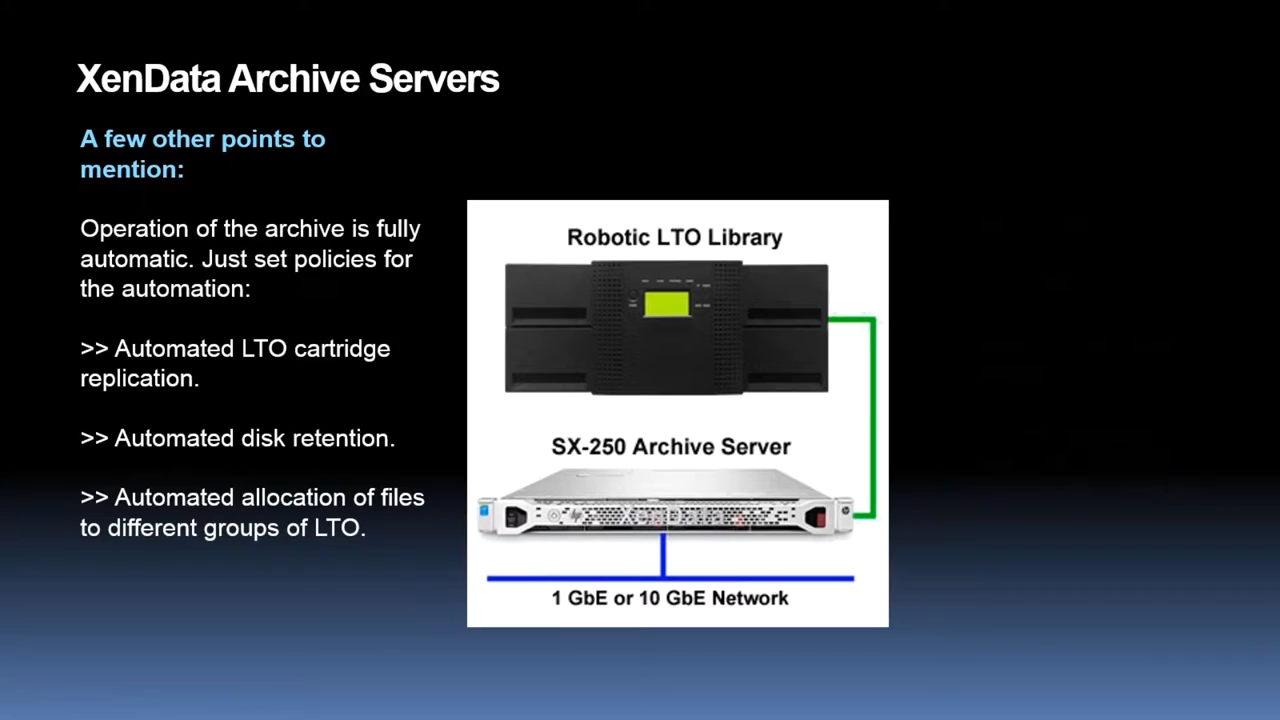 XenData Archive Servers
A few other points to
mention:
Operation of the archive is fully
automatic. Just set policies for
the automation:
>> Automated LTO cartridge
replication.
>> Automated disk retention.
>> Automated allocation of files
to different groups of LTO.
Robotic LTO Library
SX-250 Archive Server
1 GbE or 10 GbE Network